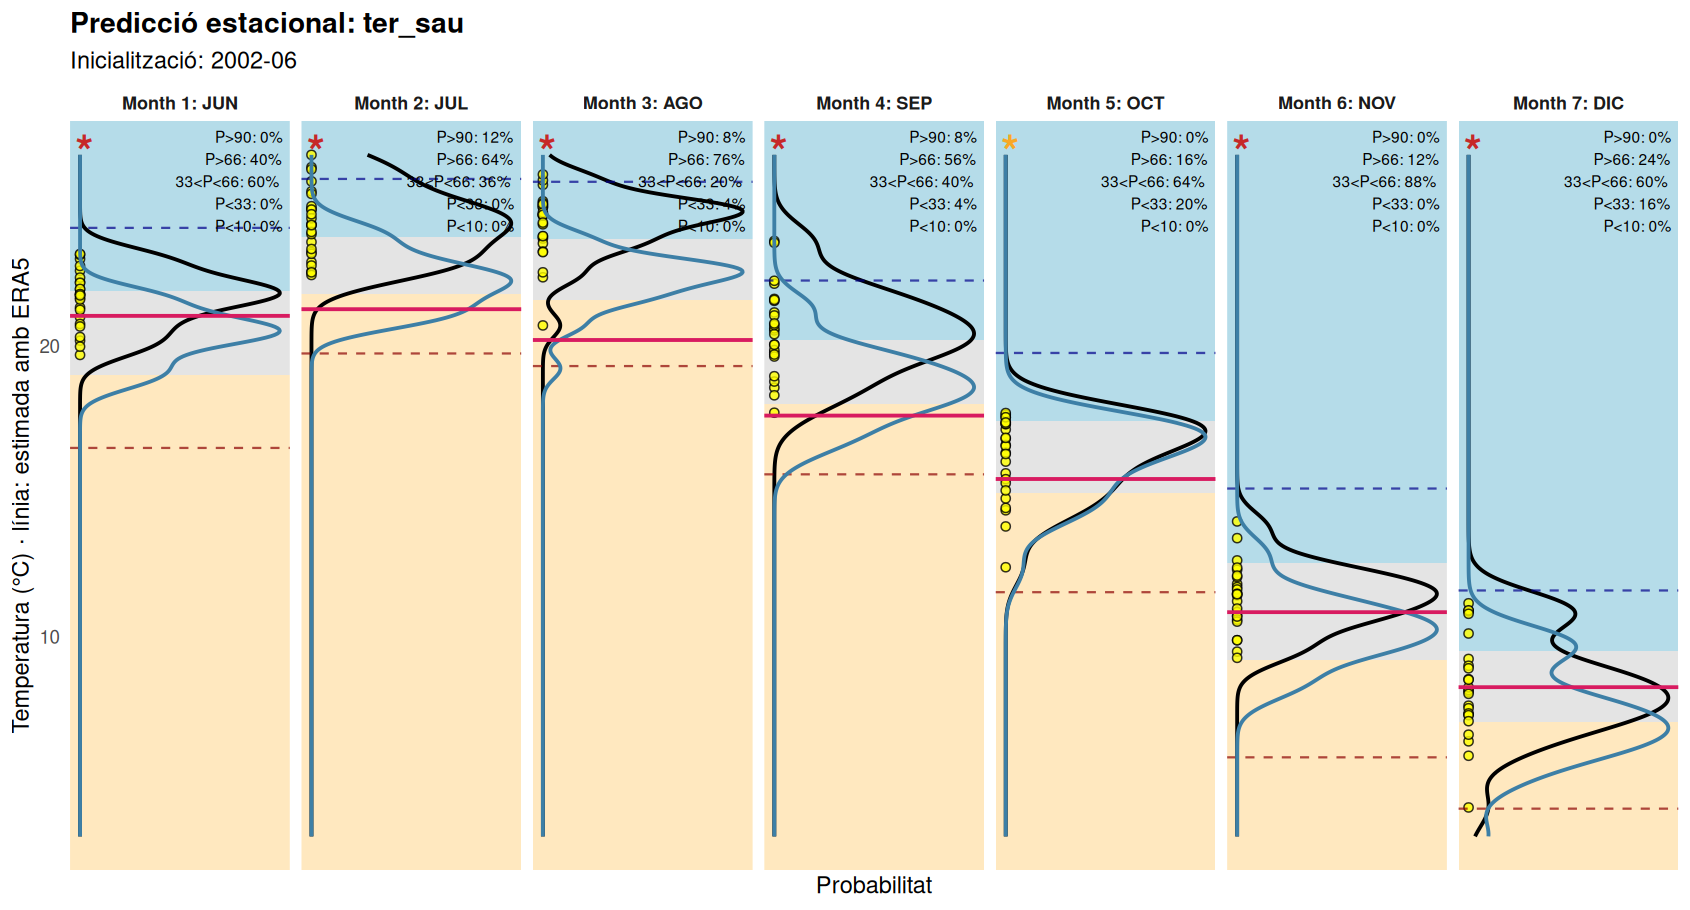 Predicció estacional: ter_sau
Inicialització: 2002-06
Month 1: JUN
Month 2: JUL
Month 3: AGO
Month 4: SEP
Month 5: OCT
Month 6: NOV
Month 7: DIC
P>90: 0%
P>66: 40%
33<P<66: 60%
P<33: 0%
P<10: 0%
P>90: 12%
P>66: 64%
33<P<66: 36%
P<33: 0%
P<10: 0%
P>90: 8%
P>66: 76%
33<P<66: 20%
P<33: 4%
P<10: 0%
P>90: 8%
P>66: 56%
33<P<66: 40%
P<33: 4%
P<10: 0%
P>90: 0%
P>66: 16%
33<P<66: 64%
P<33: 20%
P<10: 0%
P>90: 0%
P>66: 12%
33<P<66: 88%
P<33: 0%
P<10: 0%
P>90: 0%
P>66: 24%
33<P<66: 60%
P<33: 16%
P<10: 0%
20
10
Temperatura (°C) · línia: estimada amb ERA5
Probabilitat